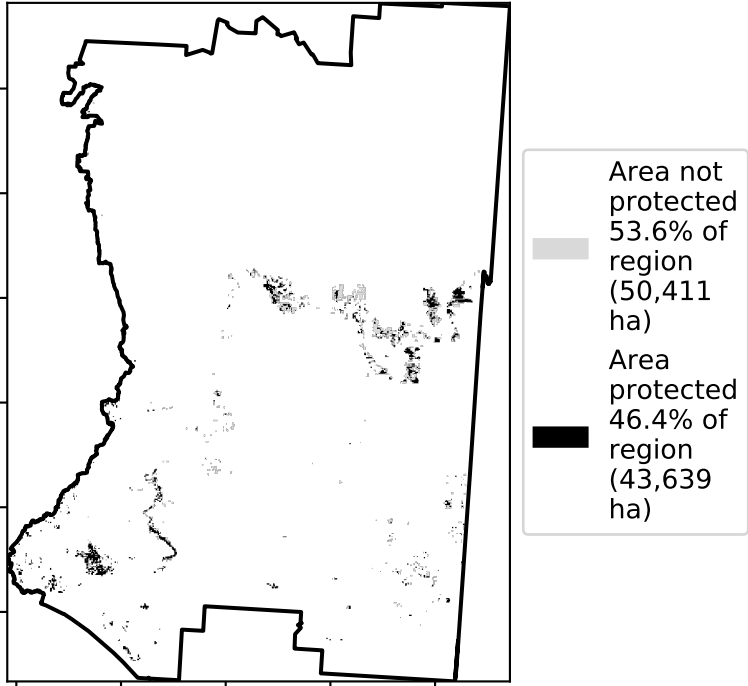 Area not
protected
53.6% of
region
(50,411
ha)
Area
protected
46.4% of
region
(43,639
ha)